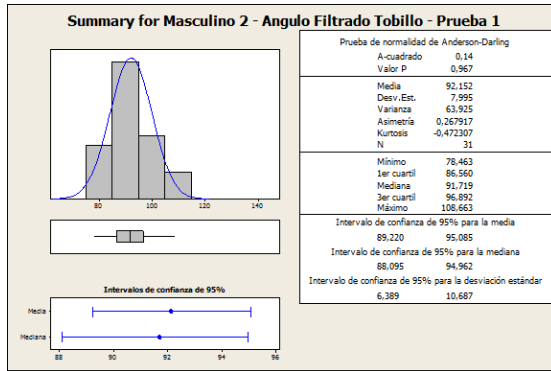 Summary for Masculino 2 - Angulo Filtrado Tobillo - Prueba 1
80 100 120 140
Intervalos de confianza de 95%
Media
Mediana
88 90 92 94 96
Prueba de normalidad de Anderson-Darling
A-cuadrado 0,14
Valor P 0,967
Media 92,152
Desv.Est. 7,995
Varianza 63,925
Asimetría 0,267917
Kurtosis -0,472307
N 31
Mínimo 78,463
1er cuartil 86,560
Mediana 91,719
3er cuartil 96,892
Máximo 108,663
Intervalo de confianza de 95% para la media
89,220 95,085
Intervalo de confianza de 95% para la mediana
88,095 94,962
Intervalo de confianza de 95% para la desviación estándar
6,389 10,687